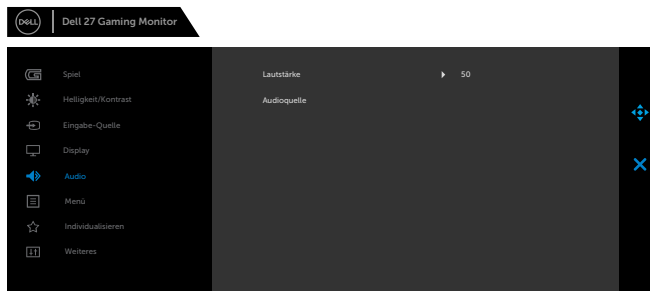 DELL Dell 27 Gaming Monitor
Spiel
Lautstärke 50
Helligkeit/Kontrast
Audioquelle
Eingabe-Quelle
Display
Audio
Menü
Individualisieren
Weiteres